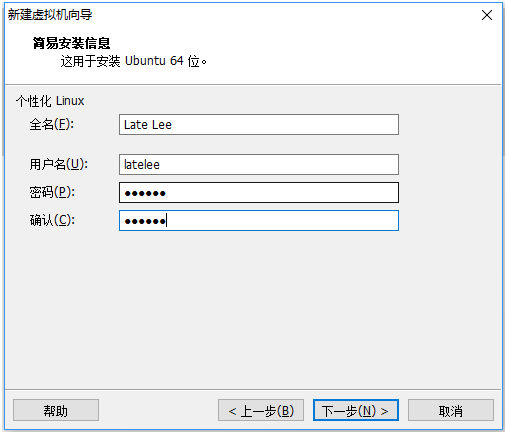 新建虚拟机向导
简易安装信息
这用于安装 Ubuntu 64 位。
个性化 Linux
全名(F): Late Lee
用户名(U): latelee
密码(P): ●●●●●●
确认(C): ●●●●●●
帮助 < 上一步(B) 下一步(N) > 取消